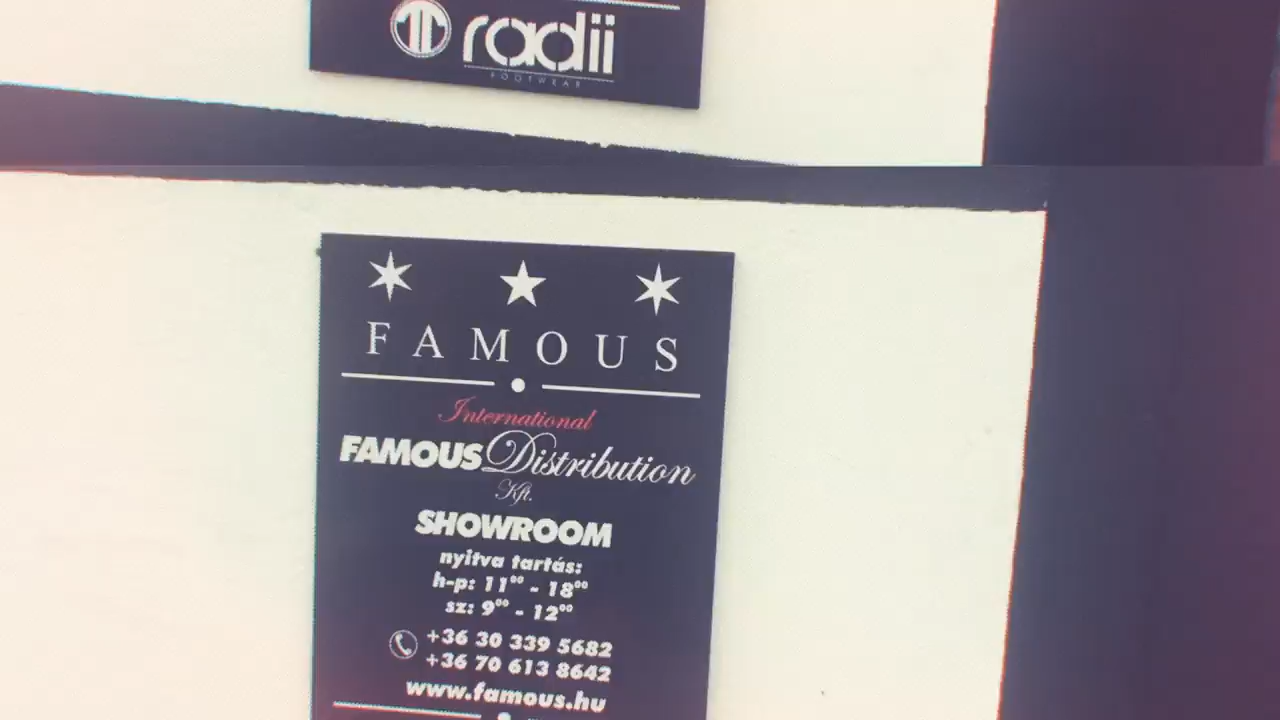 radii
FOOTWEAR
FAMOUS
International
FAMOUS Distribution
Kft.
SHOWROOM
nyitva tartás:
h-p: 11⁰⁰ - 18⁰⁰
sz: 9⁰⁰ - 12⁰⁰
+36 30 339 5682
+36 70 613 8642
www.famous.hu